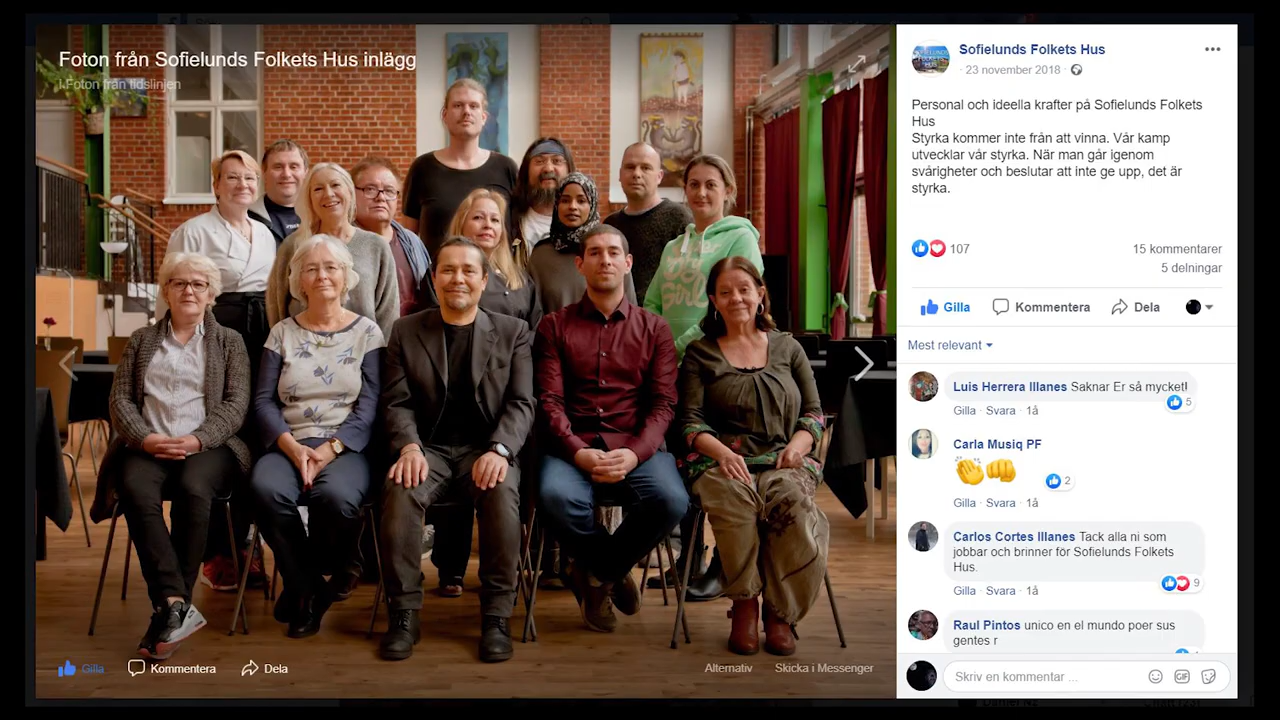 Foton från Sofielunds Folkets Hus inlägg
I Foton från tidslinjen
Gilla
Kommentera
Dela
Alternativ
Skicka i Messenger
Sofielunds Folkets Hus
· 23 november 2018 ·
Personal och ideella krafter på Sofielunds Folkets
Hus
Styrka kommer inte från att vinna. Vår kamp
utvecklar vår styrka. När man går igenom
svårigheter och beslutar att inte ge upp, det är
styrka.
107
15 kommentarer
5 delningar
Gilla
Kommentera
Dela
Mest relevant
Luis Herrera Illanes Saknar Er så mycket!
5
Gilla · Svara · 1å
Carla Musiq PF
2
Gilla · Svara · 1å
Carlos Cortes Illanes Tack alla ni som
jobbar och brinner för Sofielunds Folkets
Hus.
9
Gilla · Svara · 1å
Raul Pintos unico en el mundo poer sus
gentes r
Skriv en kommentar ...
GIF